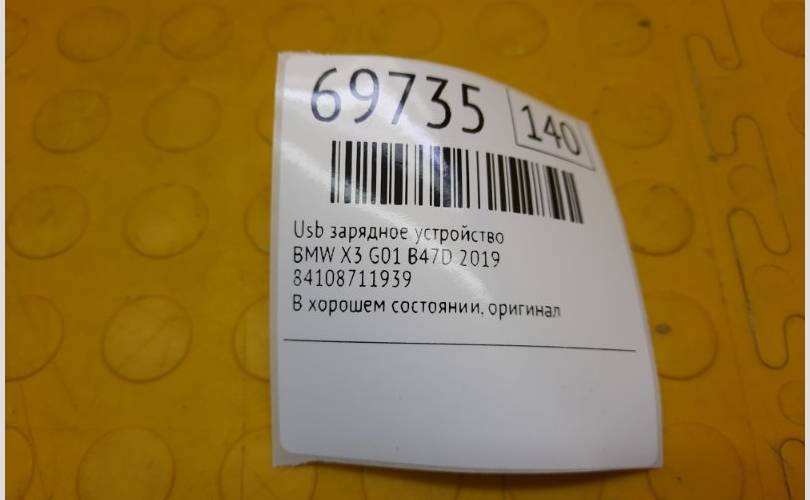 69735 140
Usb зарядное устройство
BMW X3 G01 B47D 2019
84108711939
В хорошем состоянии, оригинал